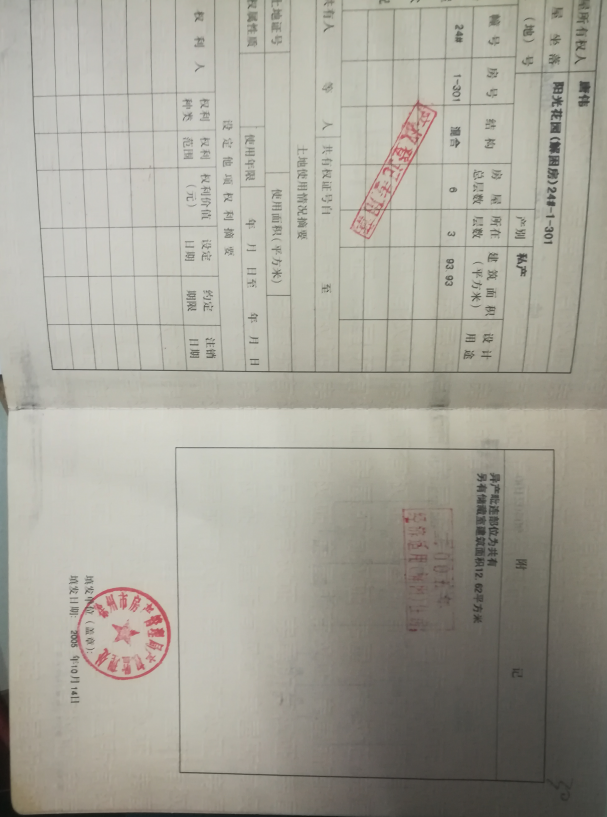 屋所有权人 唐伟
屋坐落 阳光花园(解困房)24#-1-301
(地)号 产别 私产
幢号 房号 结构 房屋总层数 所在层数 建筑面积(平方米) 设计用途
24# 1-301 混合 6 3 93.93
共有人 等 人 共有权证号自 至
土地使用情况摘要
土地证号 使用面积(平方米)
权属性质 使用年限 年 月 日至 年 月 日
设定他项权利摘要
权利人 权利种类 权利范围 权利价值(元) 设定日期 约定期限 注销日期
附 记
异产毗连部位为共有
另有储藏室建筑面积12.62平方米
填发单位(盖章):
填发日期: 2005 年10月14日